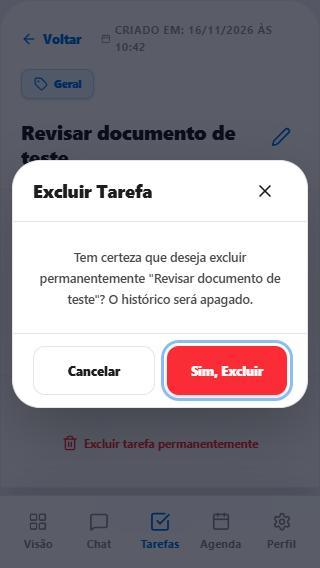 Voltar
CRIADO EM: 16/11/2026 ÀS
10:42
Geral
Revisar documento de
teste
Excluir Tarefa
Tem certeza que deseja excluir
permanentemente "Revisar documento de
teste"? O histórico será apagado.
Cancelar
Sim, Excluir
Excluir tarefa permanentemente
Visão
Chat
Tarefas
Agenda
Perfil